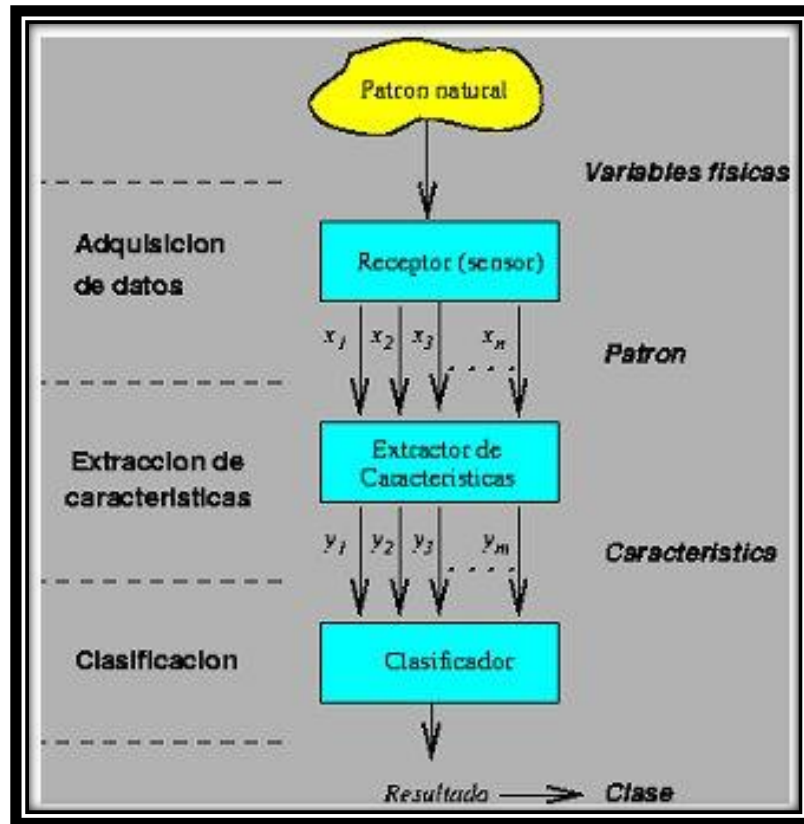 Patron natural
Variables fisicas
Adquisicion
de datos
Receptor (sensor)
x1 x2 x3 xn
Patron
Extraccion de
caracteristicas
Extractor de
Caracteristicas
y1 y2 y3 ym
Caracteristica
Clasificacion
Clasificador
Resultado
Clase